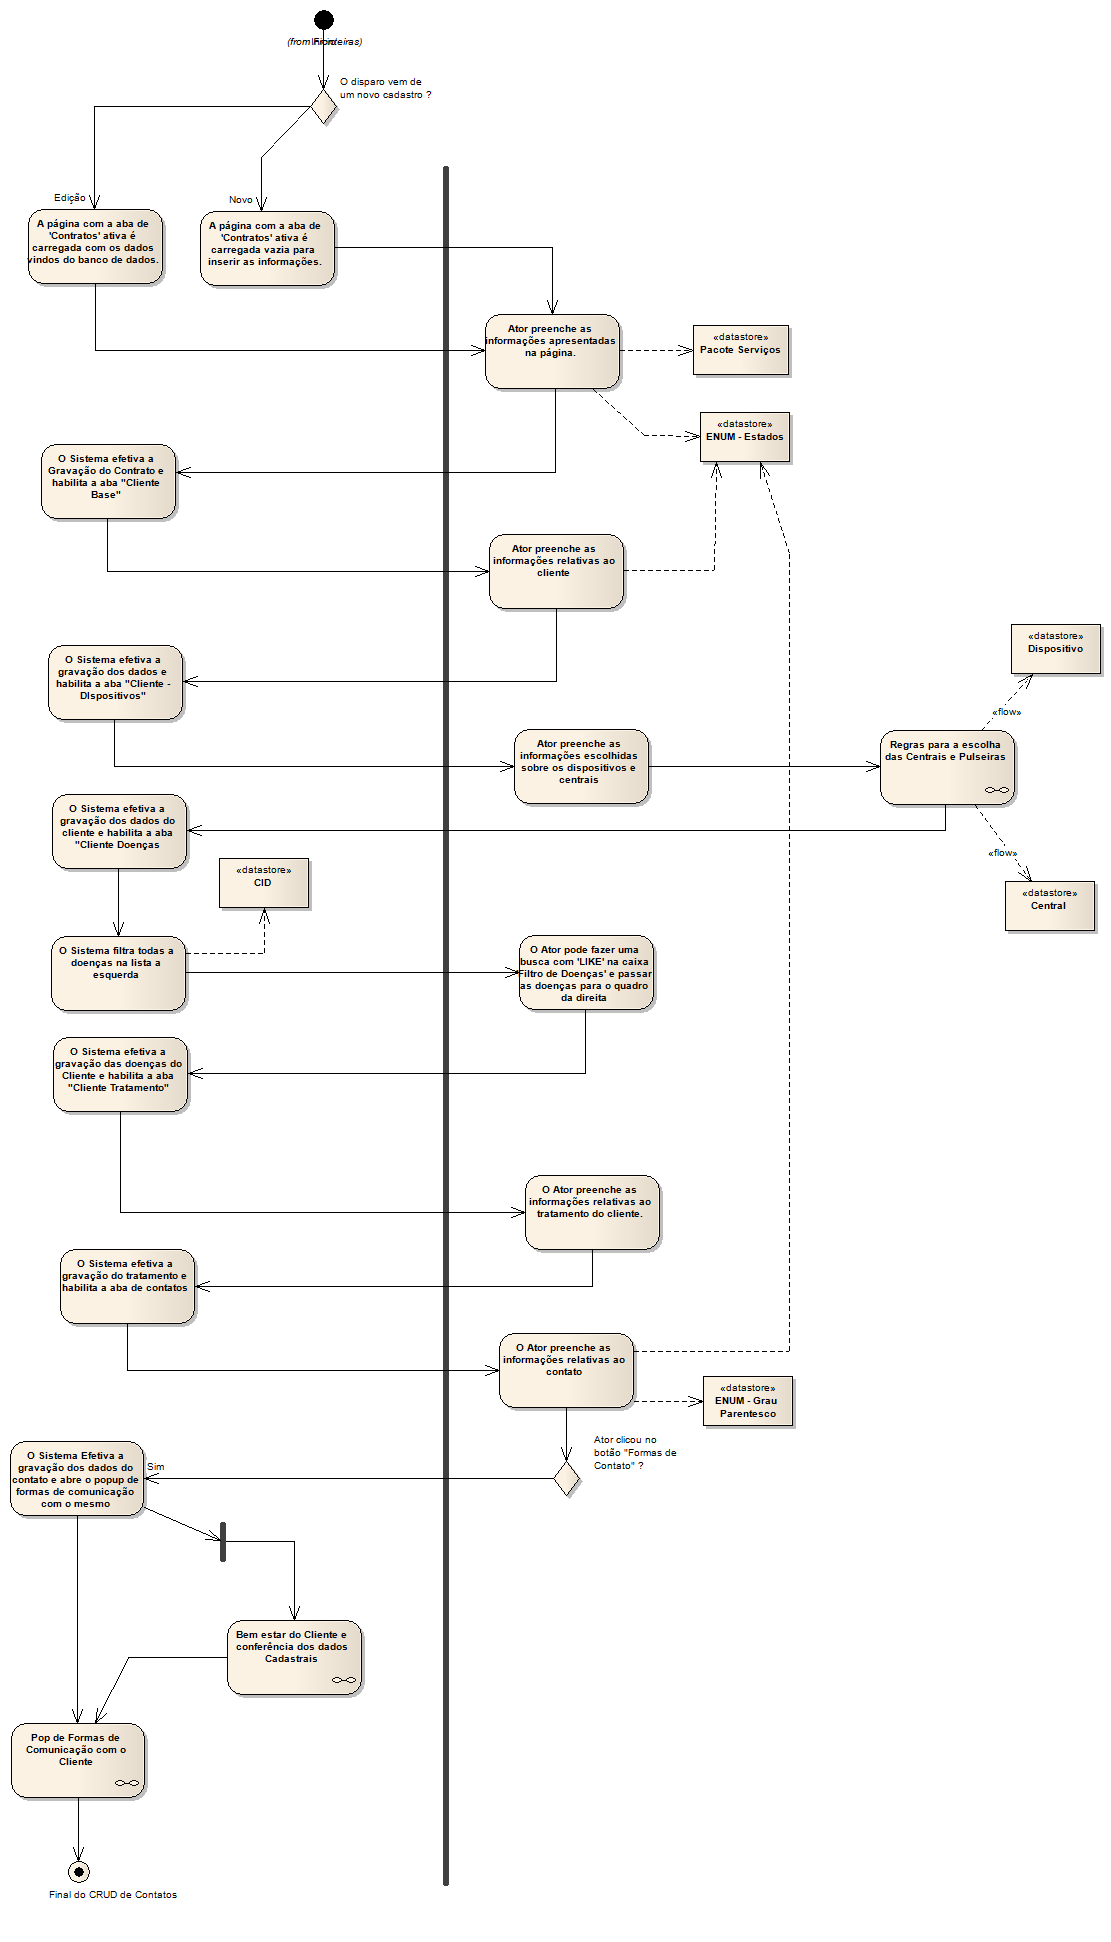 (from Fronteiras)
O disparo vem de
um novo cadastro ?
Edição
Novo
A página com a aba de
'Contratos' ativa é
carregada com os dados
vindos do banco de dados.
A página com a aba de
'Contratos' ativa é
carregada vazia para
inserir as informações.
Ator preenche as
informações apresentadas
na página.
«datastore»
Pacote Serviços
«datastore»
ENUM - Estados
O Sistema efetiva a
Gravação do Contrato e
habilita a aba "Cliente
Base"
Ator preenche as
informações relativas ao
cliente
O Sistema efetiva a
gravação dos dados e
habilita a aba "Cliente -
DIspositivos"
«datastore»
Dispositivo
«flow»
Ator preenche as
informações escolhidas
sobre os dispositivos e
centrais
Regras para a escolha
das Centrais e Pulseiras
O Sistema efetiva a
gravação dos dados do
cliente e habilita a aba
"Cliente Doenças
«flow»
«datastore»
CID
«datastore»
Central
O Sistema filtra todas a
doenças na lista a
esquerda
O Ator pode fazer uma
busca com 'LIKE' na caixa
Filtro de Doenças' e passar
as doenças para o quadro
da direita
O Sistema efetiva a
gravação das doenças do
Cliente e habilita a aba
"Cliente Tratamento"
O Ator preenche as
informações relativas ao
tratamento do cliente.
O Sistema efetiva a
gravação do tratamento e
habilita a aba de contatos
O Ator preenche as
informações relativas ao
contato
«datastore»
ENUM - Grau
Parentesco
Ator clicou no
botão "Formas de
Contato" ?
Sim
O Sistema Efetiva a
gravação dos dados do
contato e abre o popup de
formas de comunicação
com o mesmo
Bem estar do Cliente e
conferência dos dados
Cadastrais
Pop de Formas de
Comunicação com o
Cliente
Final do CRUD de Contatos